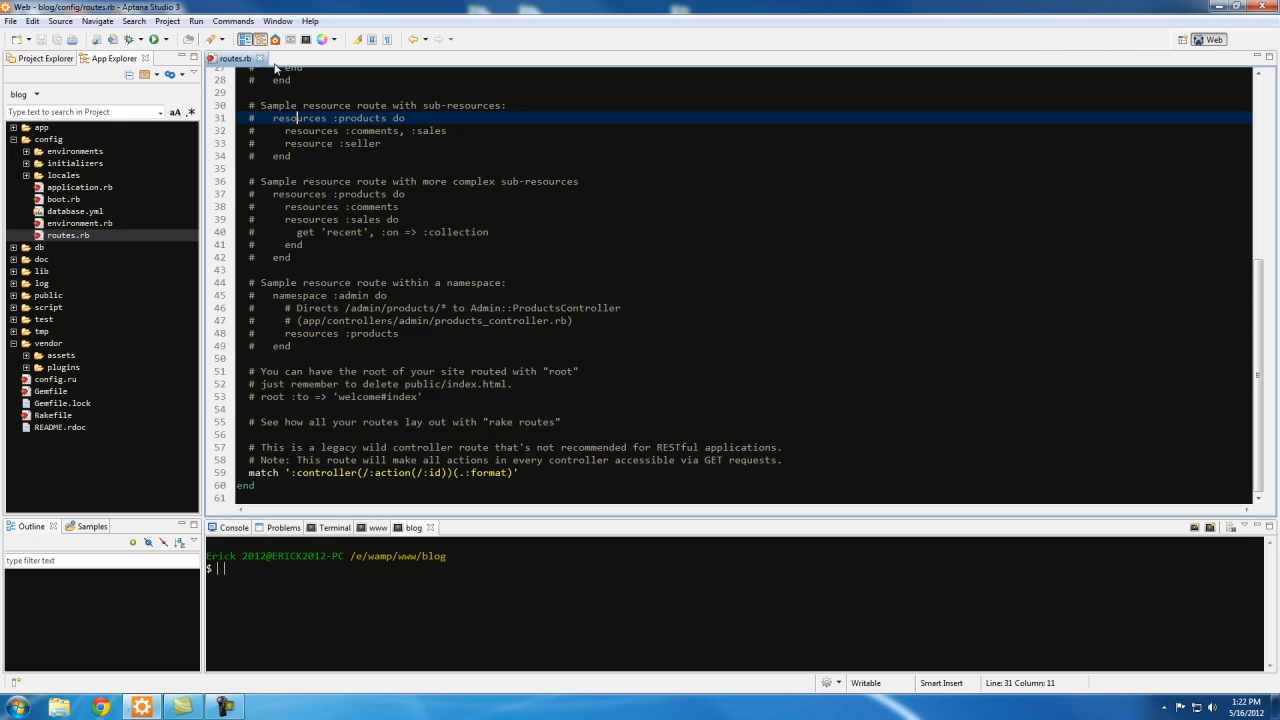 Web - blog/config/routes.rb - Aptana Studio 3
File Edit Source Navigate Search Project Run Commands Window Help
Web
Project Explorer App Explorer
routes.rb
blog
Type text to search in Project aA .*
app
config
environments
initializers
locales
application.rb
boot.rb
database.yml
environment.rb
routes.rb
db
doc
lib
log
public
script
test
tmp
vendor
assets
plugins
config.ru
Gemfile
Gemfile.lock
Rakefile
README.rdoc
27 # end
28 # end
29
30 # Sample resource route with sub-resources:
31 # resources :products do
32 # resources :comments, :sales
33 # resource :seller
34 # end
35
36 # Sample resource route with more complex sub-resources
37 # resources :products do
38 # resources :comments
39 # resources :sales do
40 # get 'recent', :on => :collection
41 # end
42 # end
43
44 # Sample resource route within a namespace:
45 # namespace :admin do
46 # # Directs /admin/products/* to Admin::ProductsController
47 # # (app/controllers/admin/products_controller.rb)
48 # resources :products
49 # end
50
51 # You can have the root of your site routed with "root"
52 # just remember to delete public/index.html.
53 # root :to => 'welcome#index'
54
55 # See how all your routes lay out with "rake routes"
56
57 # This is a legacy wild controller route that's not recommended for RESTful applications.
58 # Note: This route will make all actions in every controller accessible via GET requests.
59 match ':controller(/:action(/:id))(.:format)'
60 end
61
Outline Samples
type filter text
Console Problems Terminal www blog
Erick 2012@ERICK2012-PC /e/wamp/www/blog
$
Writable Smart Insert Line: 31 Column: 11
1:22 PM
5/16/2012